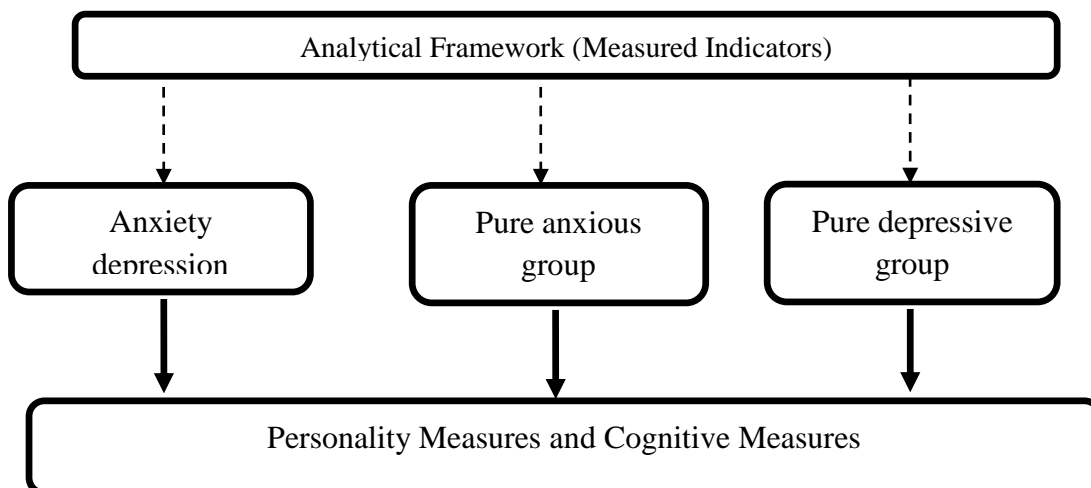 Analytical Framework (Measured Indicators)
Anxiety
depression
Pure anxious
group
Pure depressive
group
Personality Measures and Cognitive Measures